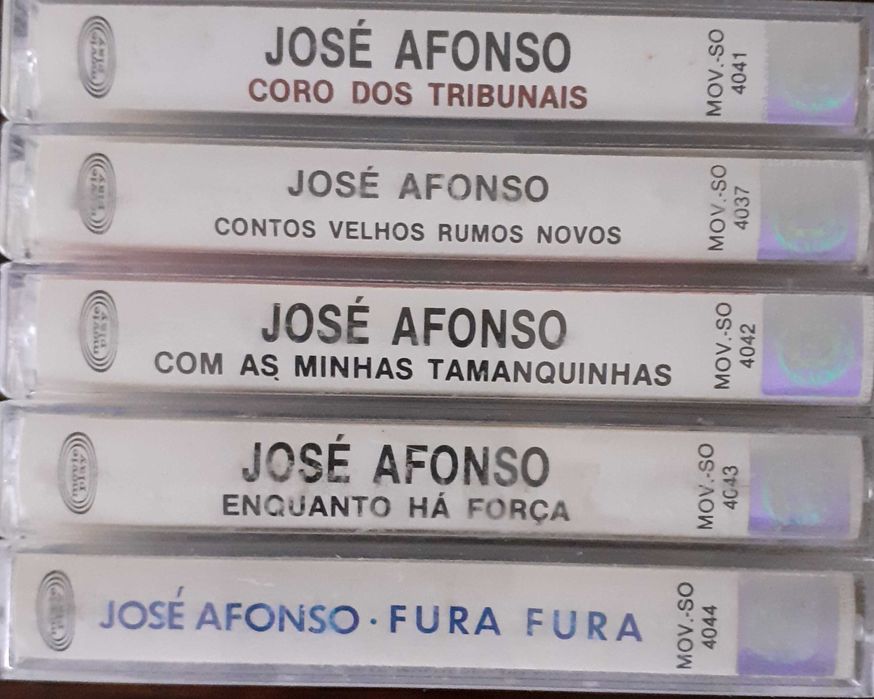 JOSÉ AFONSO
CORO DOS TRIBUNAIS
MOV.-SO
4041
JOSÉ AFONSO
CONTOS VELHOS RUMOS NOVOS
MOV.-SO
4037
JOSÉ AFONSO
COM AS MINHAS TAMANQUINHAS
MOV.-SO
4042
JOSÉ AFONSO
ENQUANTO HÁ FORÇA
MOV.-SO
4043
JOSÉ AFONSO · FURA FURA
MOV.-SO
4044